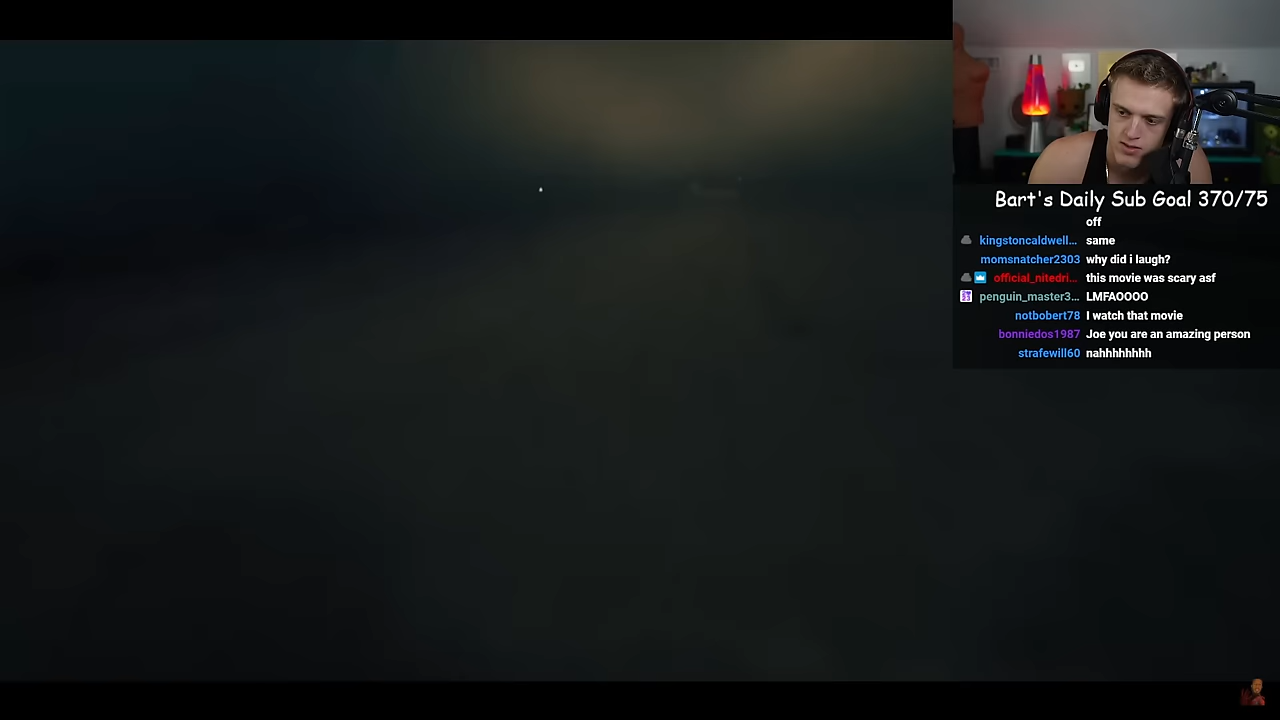 Bart's Daily Sub Goal 370/75
off
kingstoncaldwell... same
momsnatcher2303 why did i laugh?
official_nitedri... this movie was scary asf
penguin_master3... LMFAOOOO
notbobert78 I watch that movie
bonniedos1987 Joe you are an amazing person
strafewill60 nahhhhhhhh